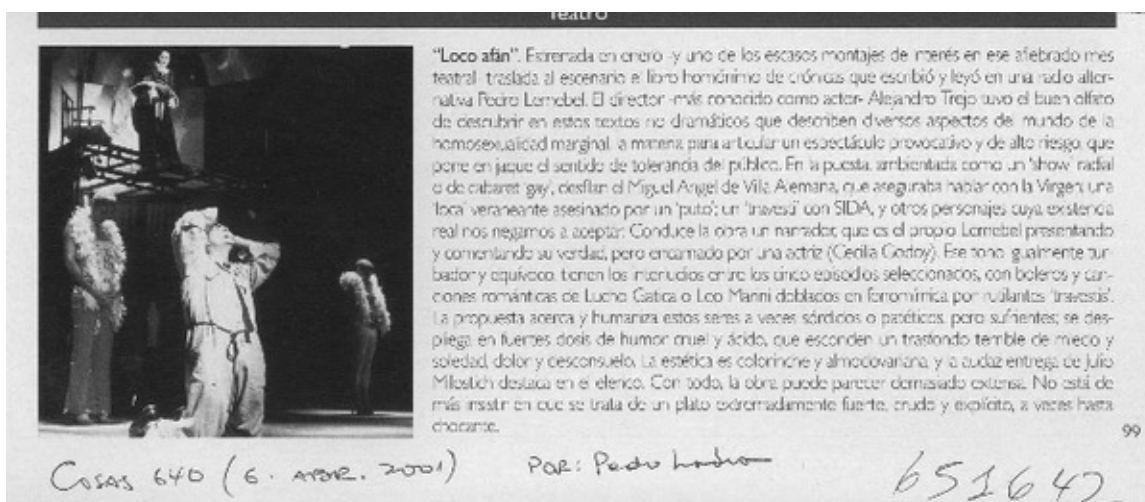 Teatro
"Loco afán". Estrenada en enero -y uno de los escasos montajes de interés en ese afiebrado mes
teatral- traslada al escenario el libro homónimo de crónicas que escribió y leyó en una radio alter-
nativa Pedro Lemebel. El director -más conocido como actor- Alejandro Trejo tuvo el buen olfato
de descubrir en estos textos no dramáticos que describen diversos aspectos del mundo de la
homosexualidad marginal, la materia para articular un espectáculo provocativo y de alto riesgo, que
pone en jaque el sentido de tolerancia del público. En la puesta, ambientada como un 'show' radial
o de cabaret 'gay', desfilan el Miguel Angel de Villa Alemana, que aseguraba hablar con la Virgen; una
'loca' veraneante asesinado por un 'puto'; un 'travesti' con SIDA, y otros personajes cuya existencia
real nos negamos a aceptar. Conduce la obra un narrador, que es el propio Lemebel presentando
y comentando su verdad, pero encarnado por una actriz (Cecilia Godoy). Ese tono igualmente tur-
bador y equívoco, tienen los interludios entre los cinco episodios seleccionados, con boleros y can-
ciones románticas de Lucho Gatica o Leo Marini doblados en fonomímica por rutilantes 'travestis'.
La propuesta acerca y humaniza estos seres a veces sórdidos o patéticos, pero sufrientes; se des-
pliega en fuertes dosis de humor cruel y ácido, que esconden un trasfondo terrible de miedo y
soledad, dolor y desconsuelo. La estética es colorinche y almodovariana, y la audaz entrega de Julio
Milostich destaca en el elenco. Con todo, la obra puede parecer demasiado extensa. No está de
más insistir en que se trata de un plato extremadamente fuerte, crudo y explícito, a veces hasta
chocante.
99
COSAS 640 (6. ABR. 2001) POR: Pedro
651642